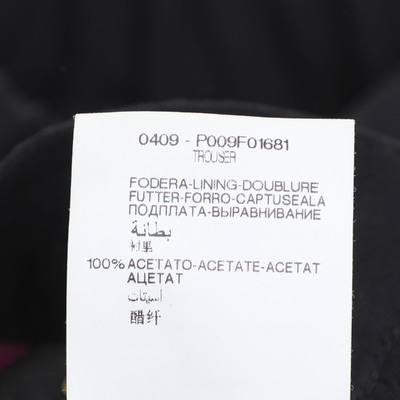 0409 - P009F01681
TROUSER
FODERA-LINING-DOUBLURE
FUTTER-FORRO-CAPTUSEALA
ПОДПЛАТА-ВЫРАВНИВАНИЕ
بطانة
衬里
100% ACETATO-ACETATE-ACETAT
АЦЕТАТ
أسيتات
醋纤